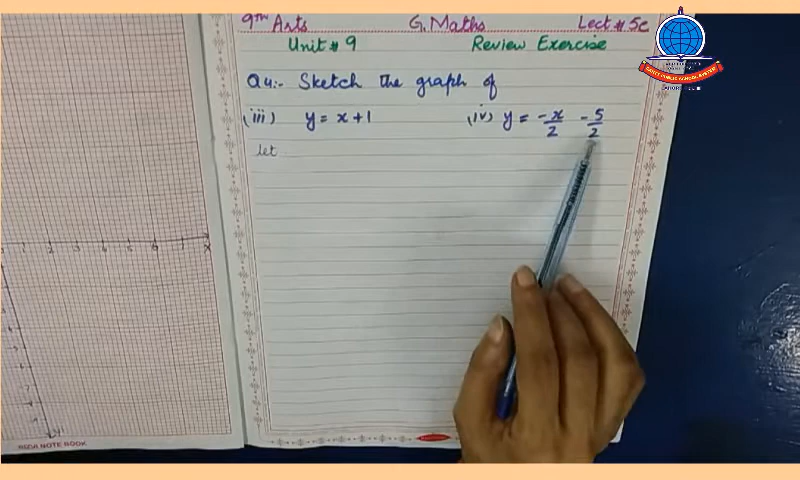 9th Arts G. Maths Lect # 5c
Unit # 9 Review Exercise
Q4:- Sketch the graph of
(iii) y = x + 1 (iv) y = -x/2 - 5/2
let
NOTE BOOK